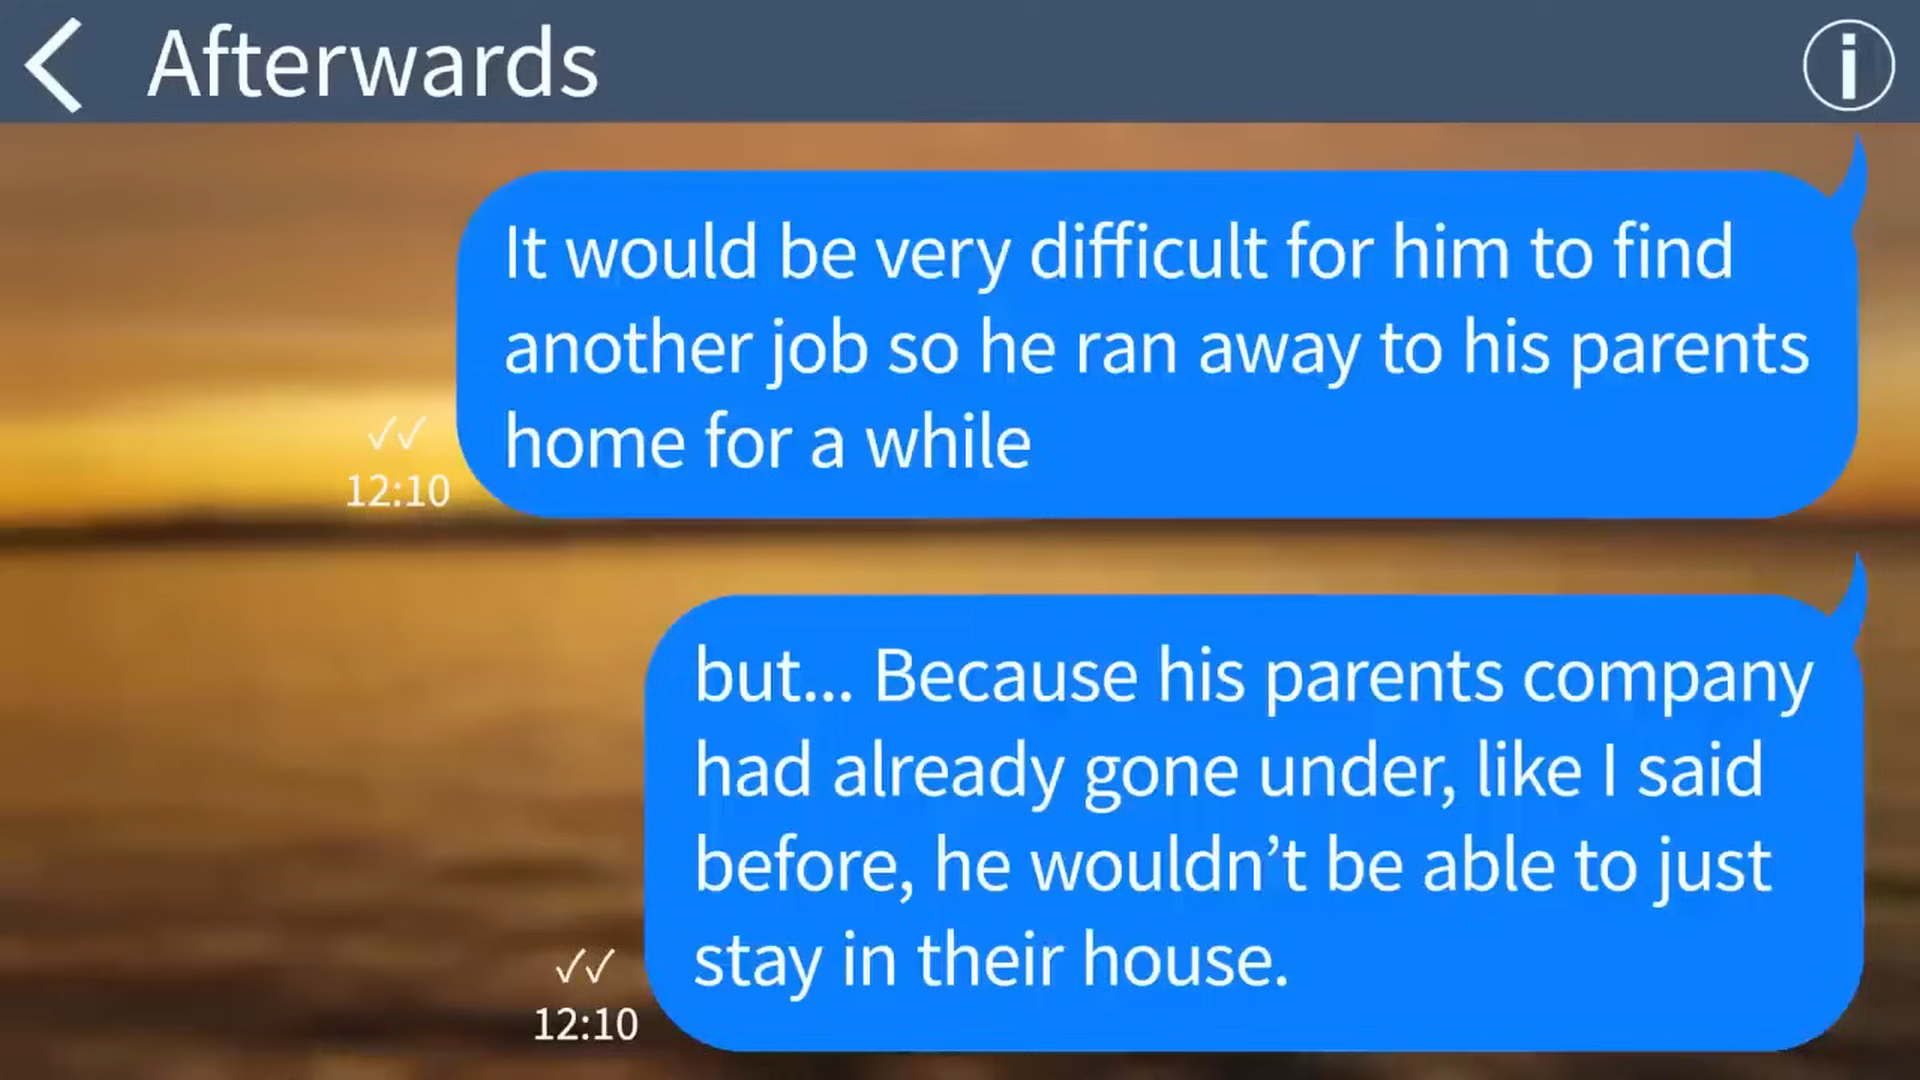 Afterwards
It would be very difficult for him to find
another job so he ran away to his parents
home for a while
✓✓
12:10
but... Because his parents company
had already gone under, like I said
before, he wouldn’t be able to just
stay in their house.
✓✓
12:10